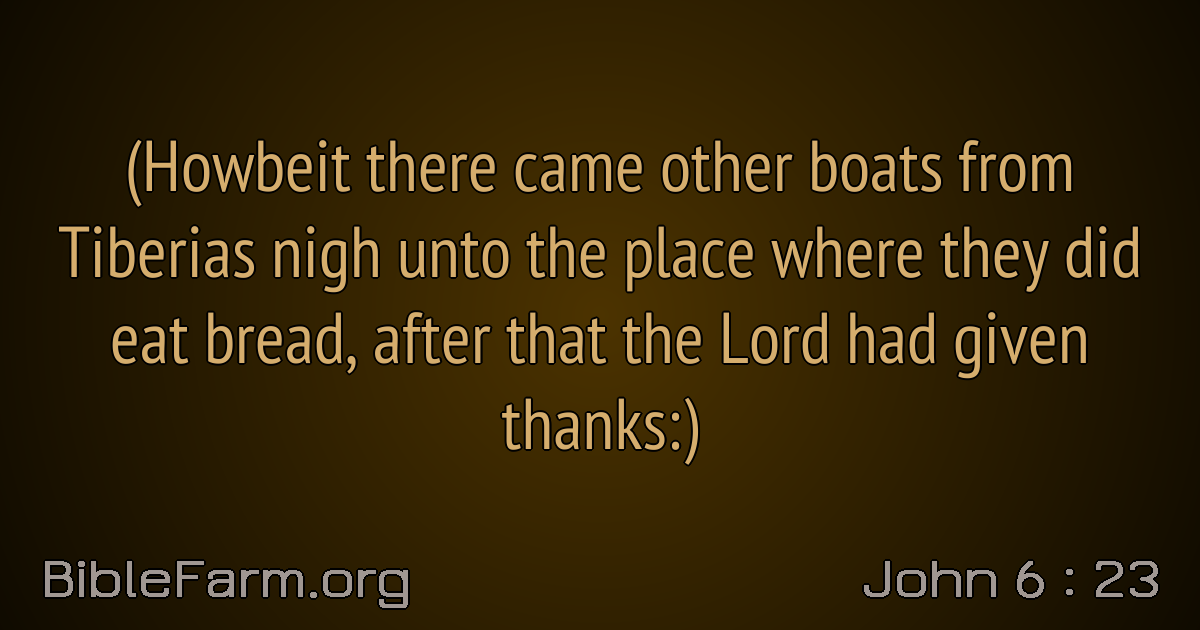 (Howbeit there came other boats from
Tiberias nigh unto the place where they did
eat bread, after that the Lord had given
thanks:)
BibleFarm.org
John 6 : 23